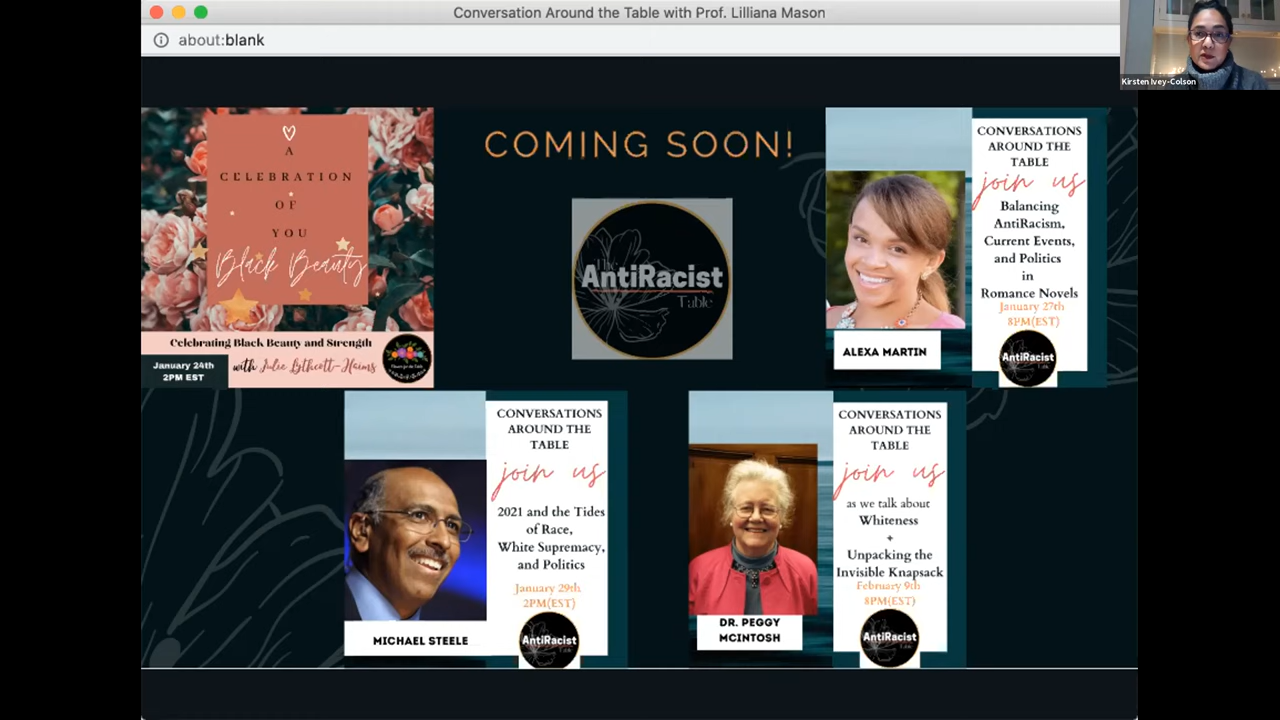 Conversation Around the Table with Prof. Lilliana Mason
about:blank
Kirsten Ivey-Colson
A
CELEBRATION
OF
YOU
Black Beauty
Celebrating Black Beauty and Strength
January 24th
2PM EST
with Julie Lythcott-Haims
COMING SOON!
The
AntiRacist
Table
CONVERSATIONS
AROUND THE
TABLE
join us
Balancing
AntiRacism,
Current Events,
and Politics
in
Romance Novels
January 27th
8PM(EST)
ALEXA MARTIN
AntiRacist
CONVERSATIONS
AROUND THE
TABLE
join us
2021 and the Tides
of Race,
White Supremacy,
and Politics
January 29th
2PM(EST)
MICHAEL STEELE
AntiRacist
CONVERSATIONS
AROUND THE
TABLE
join us
as we talk about
Whiteness
+
Unpacking the
Invisible Knapsack
February 9th
8PM(EST)
DR. PEGGY
MCINTOSH
AntiRacist